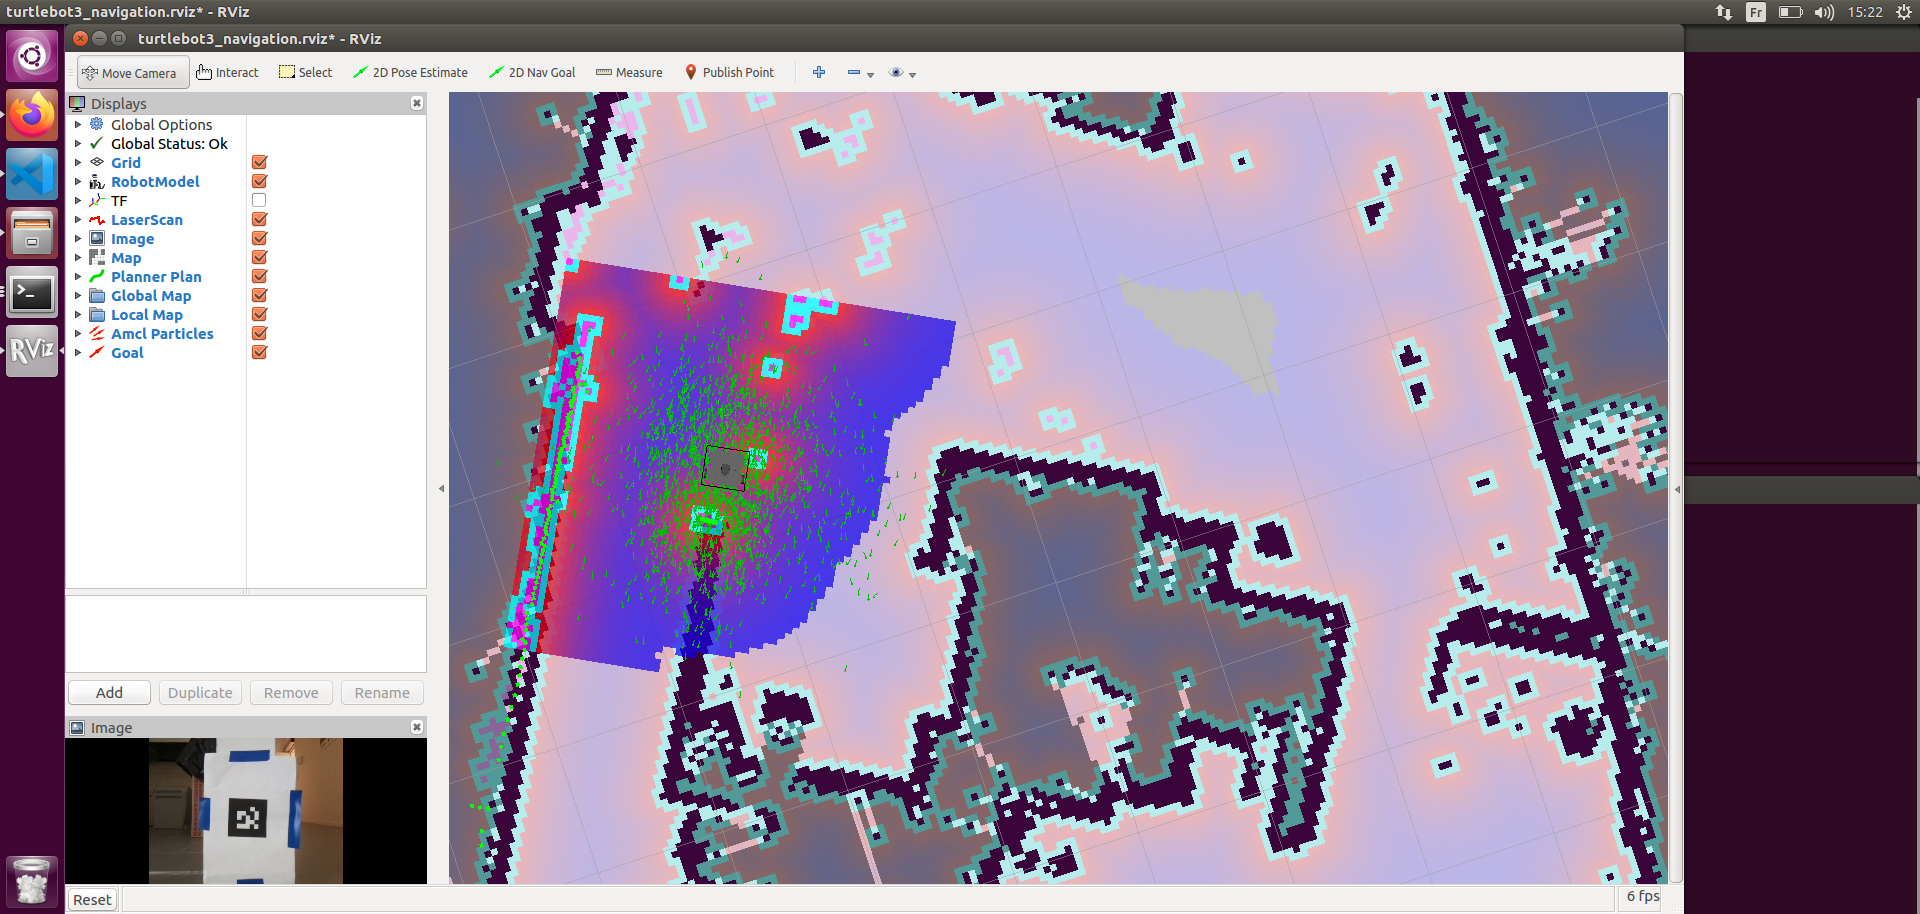 turtlebot3_navigation.rviz* - RViz
Fr
15:22
turtlebot3_navigation.rviz* - RViz
Move Camera
Interact
Select
2D Pose Estimate
2D Nav Goal
Measure
Publish Point
Displays
Global Options
Global Status: Ok
Grid
RobotModel
TF
LaserScan
Image
Map
Planner Plan
Global Map
Local Map
Amcl Particles
Goal
RViz
Add
Duplicate
Remove
Rename
Image
Reset
6 fps